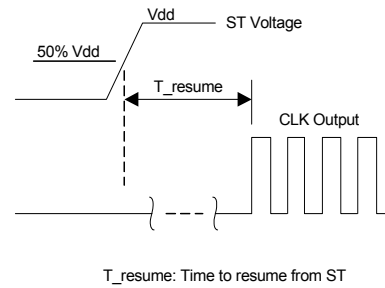 Vdd
ST Voltage
50% Vdd
T_resume
CLK Output
T_resume: Time to resume from ST